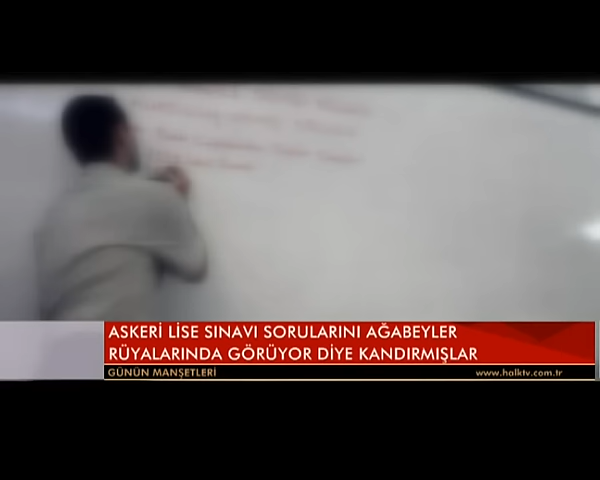 ASKERİ LİSE SINAVI SORULARINI AĞABEYLER
RÜYALARINDA GÖRÜYOR DİYE KANDIRMIŞLAR
GÜNÜN MANŞETLERİ
www.halktv.com.tr